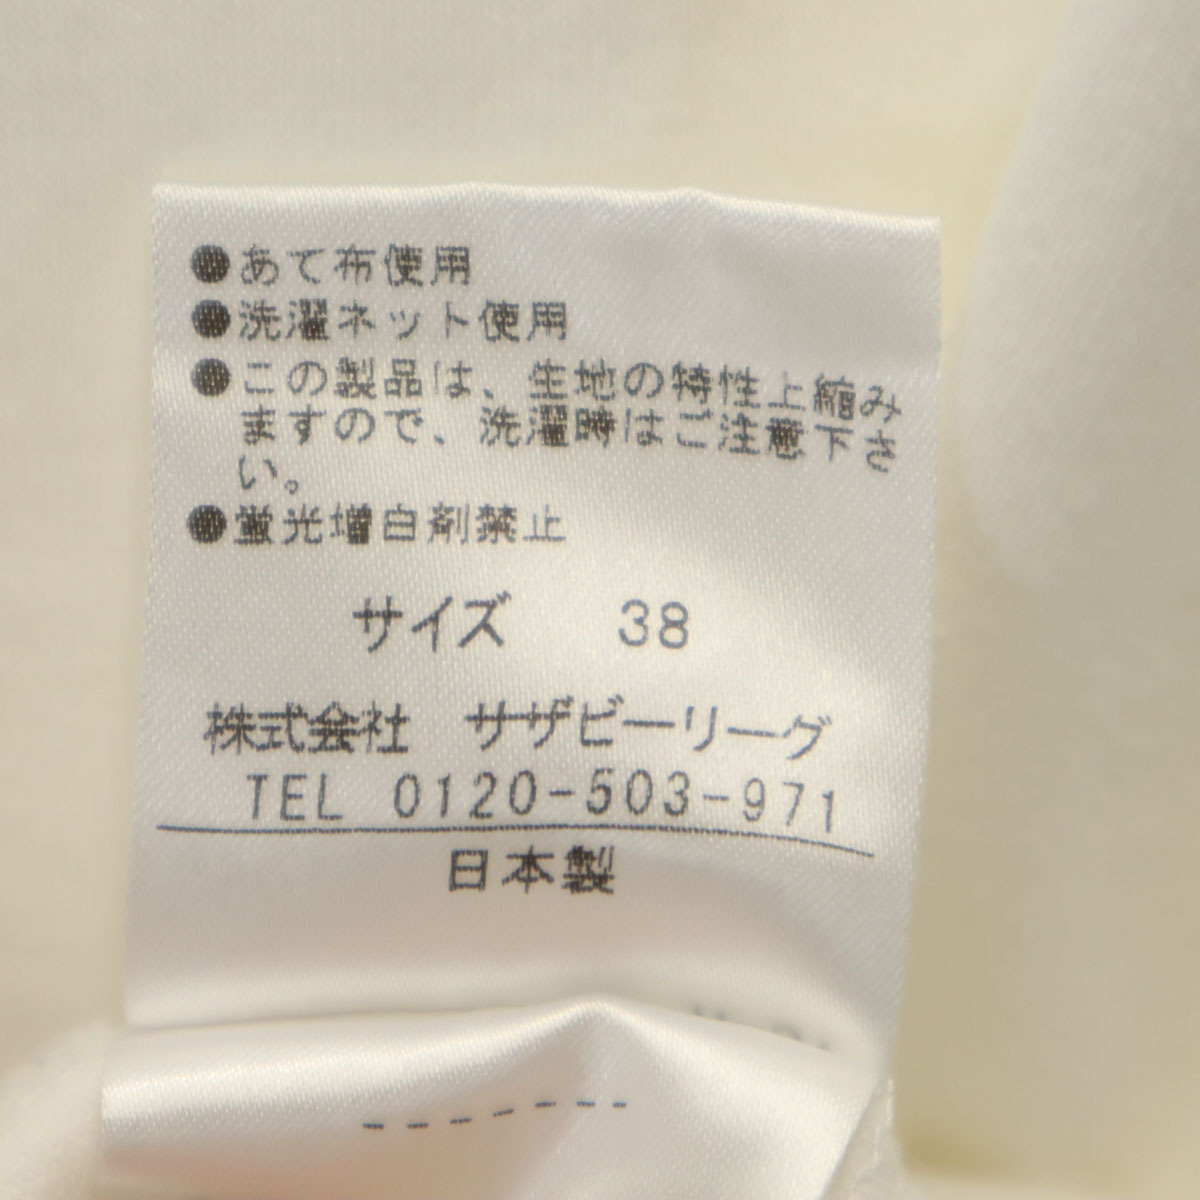 ●あて布使用
●洗濯ネット使用
●この製品は、生地の特性上縮み
ますので、洗濯時はご注意下さ
い。
●蛍光増白剤禁止
サイズ 38
株式会社 サザビーリーグ
TEL 0120-503-971
日本製